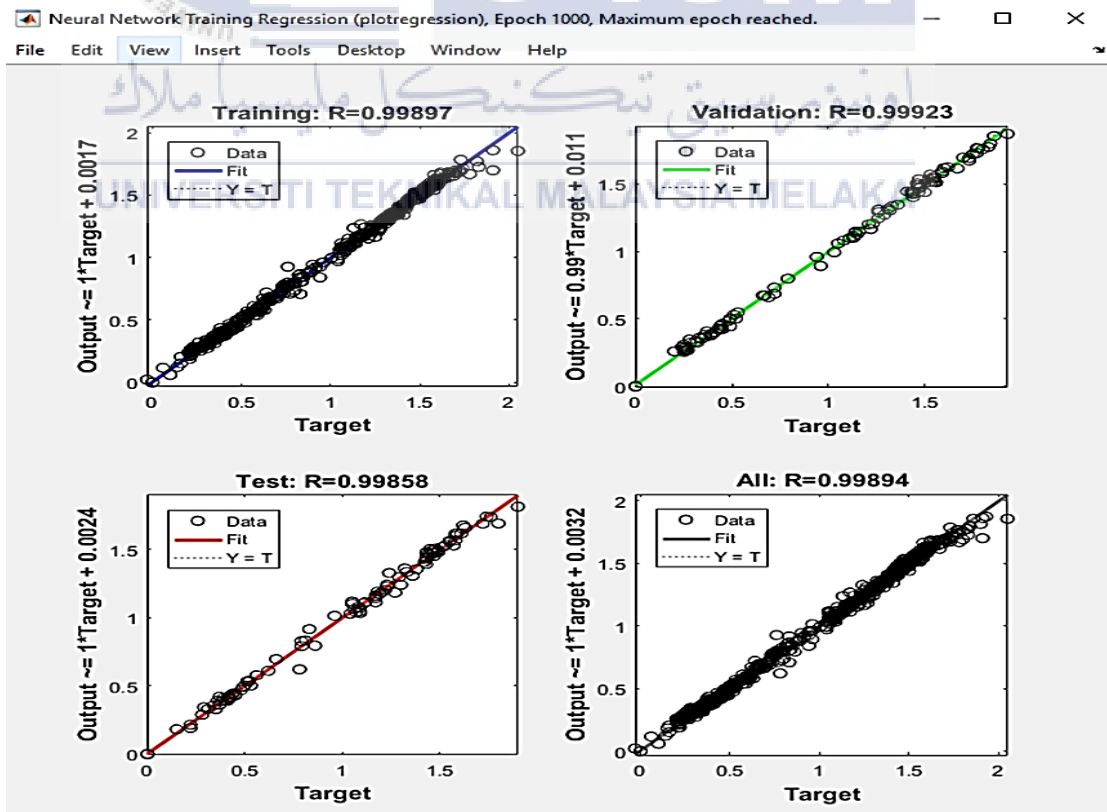 Neural Network Training Regression (plotregression), Epoch 1000, Maximum epoch reached.
File Edit View Insert Tools Desktop Window Help
اونيۏرسيتي تيكنيكل مليسيا ملاك
UNIVERSITI TEKNIKAL MALAYSIA MELAKA
Training: R=0.99897
Output ~= 1*Target + 0.0017
Data
Fit
Y = T
0 0.5 1 1.5 2
0 0.5 1 1.5 2
Target
Validation: R=0.99923
Output ~= 0.99*Target + 0.011
Data
Fit
Y = T
0 0.5 1 1.5
0 0.5 1 1.5
Target
Test: R=0.99858
Output ~= 1*Target + 0.0024
Data
Fit
Y = T
0 0.5 1 1.5
0 0.5 1 1.5
Target
All: R=0.99894
Output ~= 1*Target + 0.0032
Data
Fit
Y = T
0 0.5 1 1.5 2
0 0.5 1 1.5 2
Target